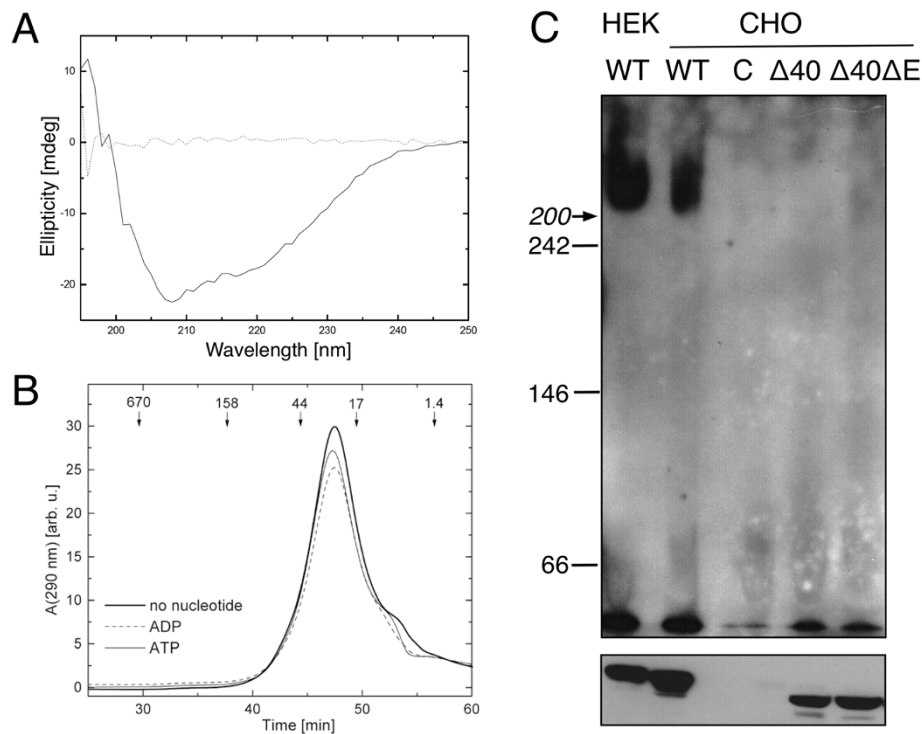 A
Ellipticity [mdeg]
10
0
-10
-20
200 210 220 230 240 250
Wavelength [nm]
B
A(290 nm) [arb. u.]
670 158 44 17 1.4
30
25
20
15
10
5
0
no nucleotide
ADP
ATP
30 40 50 60
Time [min]
C
HEK CHO
WT WT C Δ40 Δ40ΔE
200
242
146
66